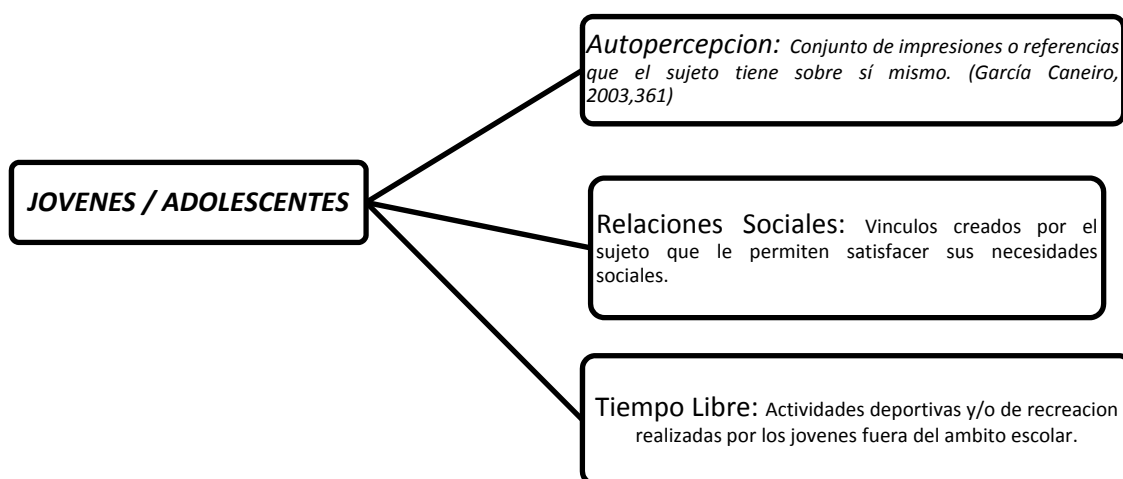 Autopercepcion: Conjunto de impresiones o referencias
que el sujeto tiene sobre sí mismo. (García Caneiro,
2003,361)
JOVENES / ADOLESCENTES
Relaciones Sociales: Vinculos creados por el
sujeto que le permiten satisfacer sus necesidades
sociales.
Tiempo Libre: Actividades deportivas y/o de recreacion
realizadas por los jovenes fuera del ambito escolar.